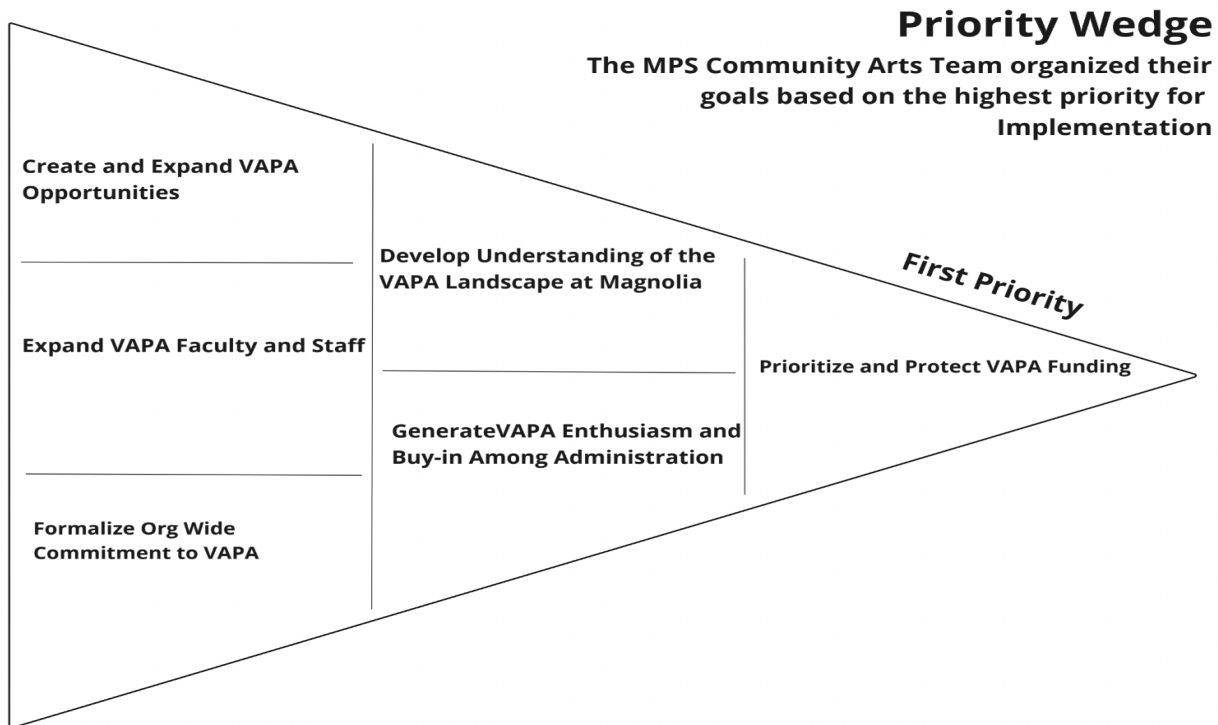 Priority Wedge
The MPS Community Arts Team organized their
goals based on the highest priority for
Implementation
Create and Expand VAPA
Opportunities
Expand VAPA Faculty and Staff
Formalize Org Wide
Commitment to VAPA
Develop Understanding of the
VAPA Landscape at Magnolia
GenerateVAPA Enthusiasm and
Buy-in Among Administration
First Priority
Prioritize and Protect VAPA Funding